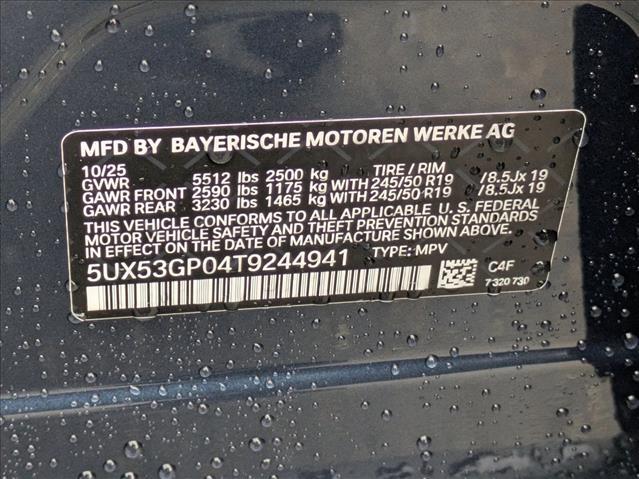 MFD BY BAYERISCHE MOTOREN WERKE AG
10/25
GVWR 5512 lbs 2500 kg TIRE / RIM
GAWR FRONT 2590 lbs 1175 kg WITH 245/50 R19 /8.5Jx 19
GAWR REAR 3230 lbs 1465 kg WITH 245/50 R19 /8.5Jx 19
THIS VEHICLE CONFORMS TO ALL APPLICABLE U.S. FEDERAL
MOTOR VEHICLE SAFETY AND THEFT PREVENTION STANDARDS
IN EFFECT ON THE DATE OF MANUFACTURE SHOWN ABOVE.
5UX53GP04T9244941 TYPE: MPV
C4F
7 320 730